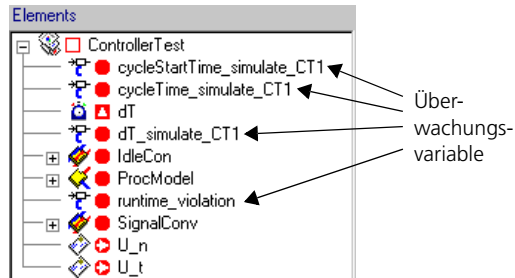 Elements
ControllerTest
cycleStartTime_simulate_CT1
cycleTime_simulate_CT1
dT
dT_simulate_CT1
IdleCon
ProcModel
runtime_violation
SignalConv
U_n
U_t
Über-
wachungs-
variable